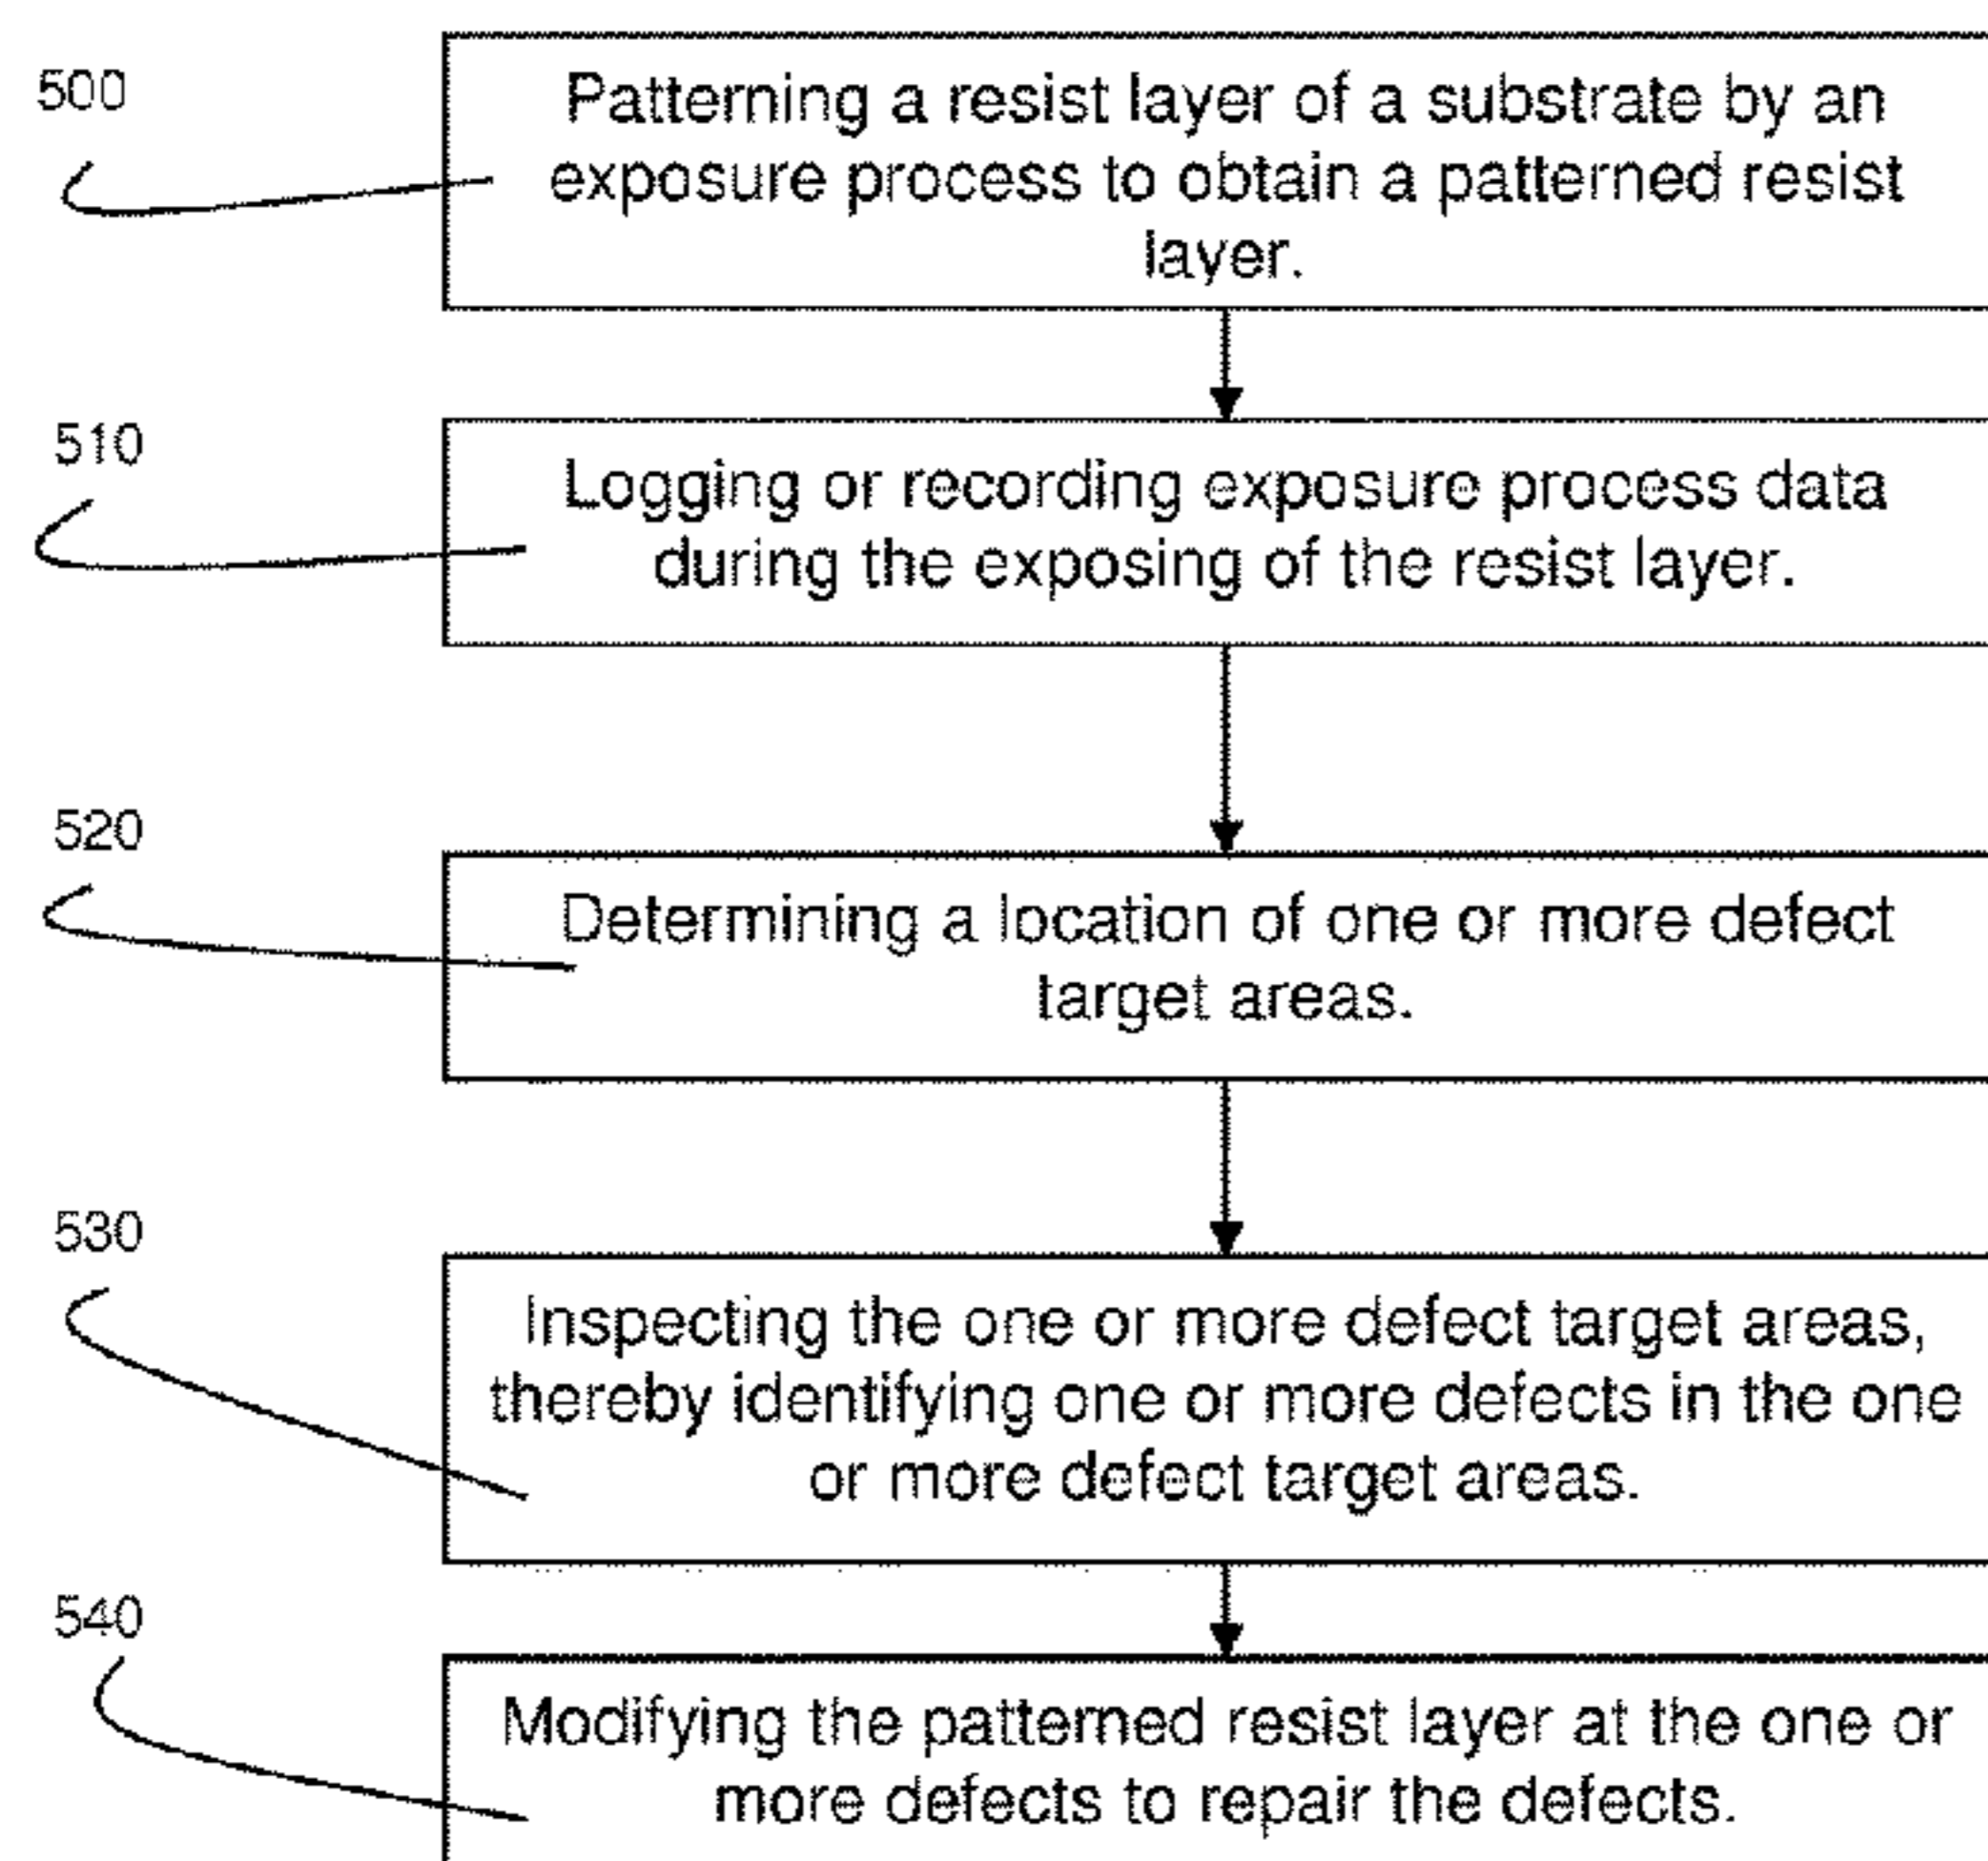 500
Patterning a resist layer of a substrate by an
exposure process to obtain a patterned resist
layer.
510
Logging or recording exposure process data
during the exposing of the resist layer.
520
Determining a location of one or more defect
target areas.
530
Inspecting the one or more defect target areas,
thereby identifying one or more defects in the one
or more defect target areas.
540
Modifying the patterned resist layer at the one or
more defects to repair the defects.